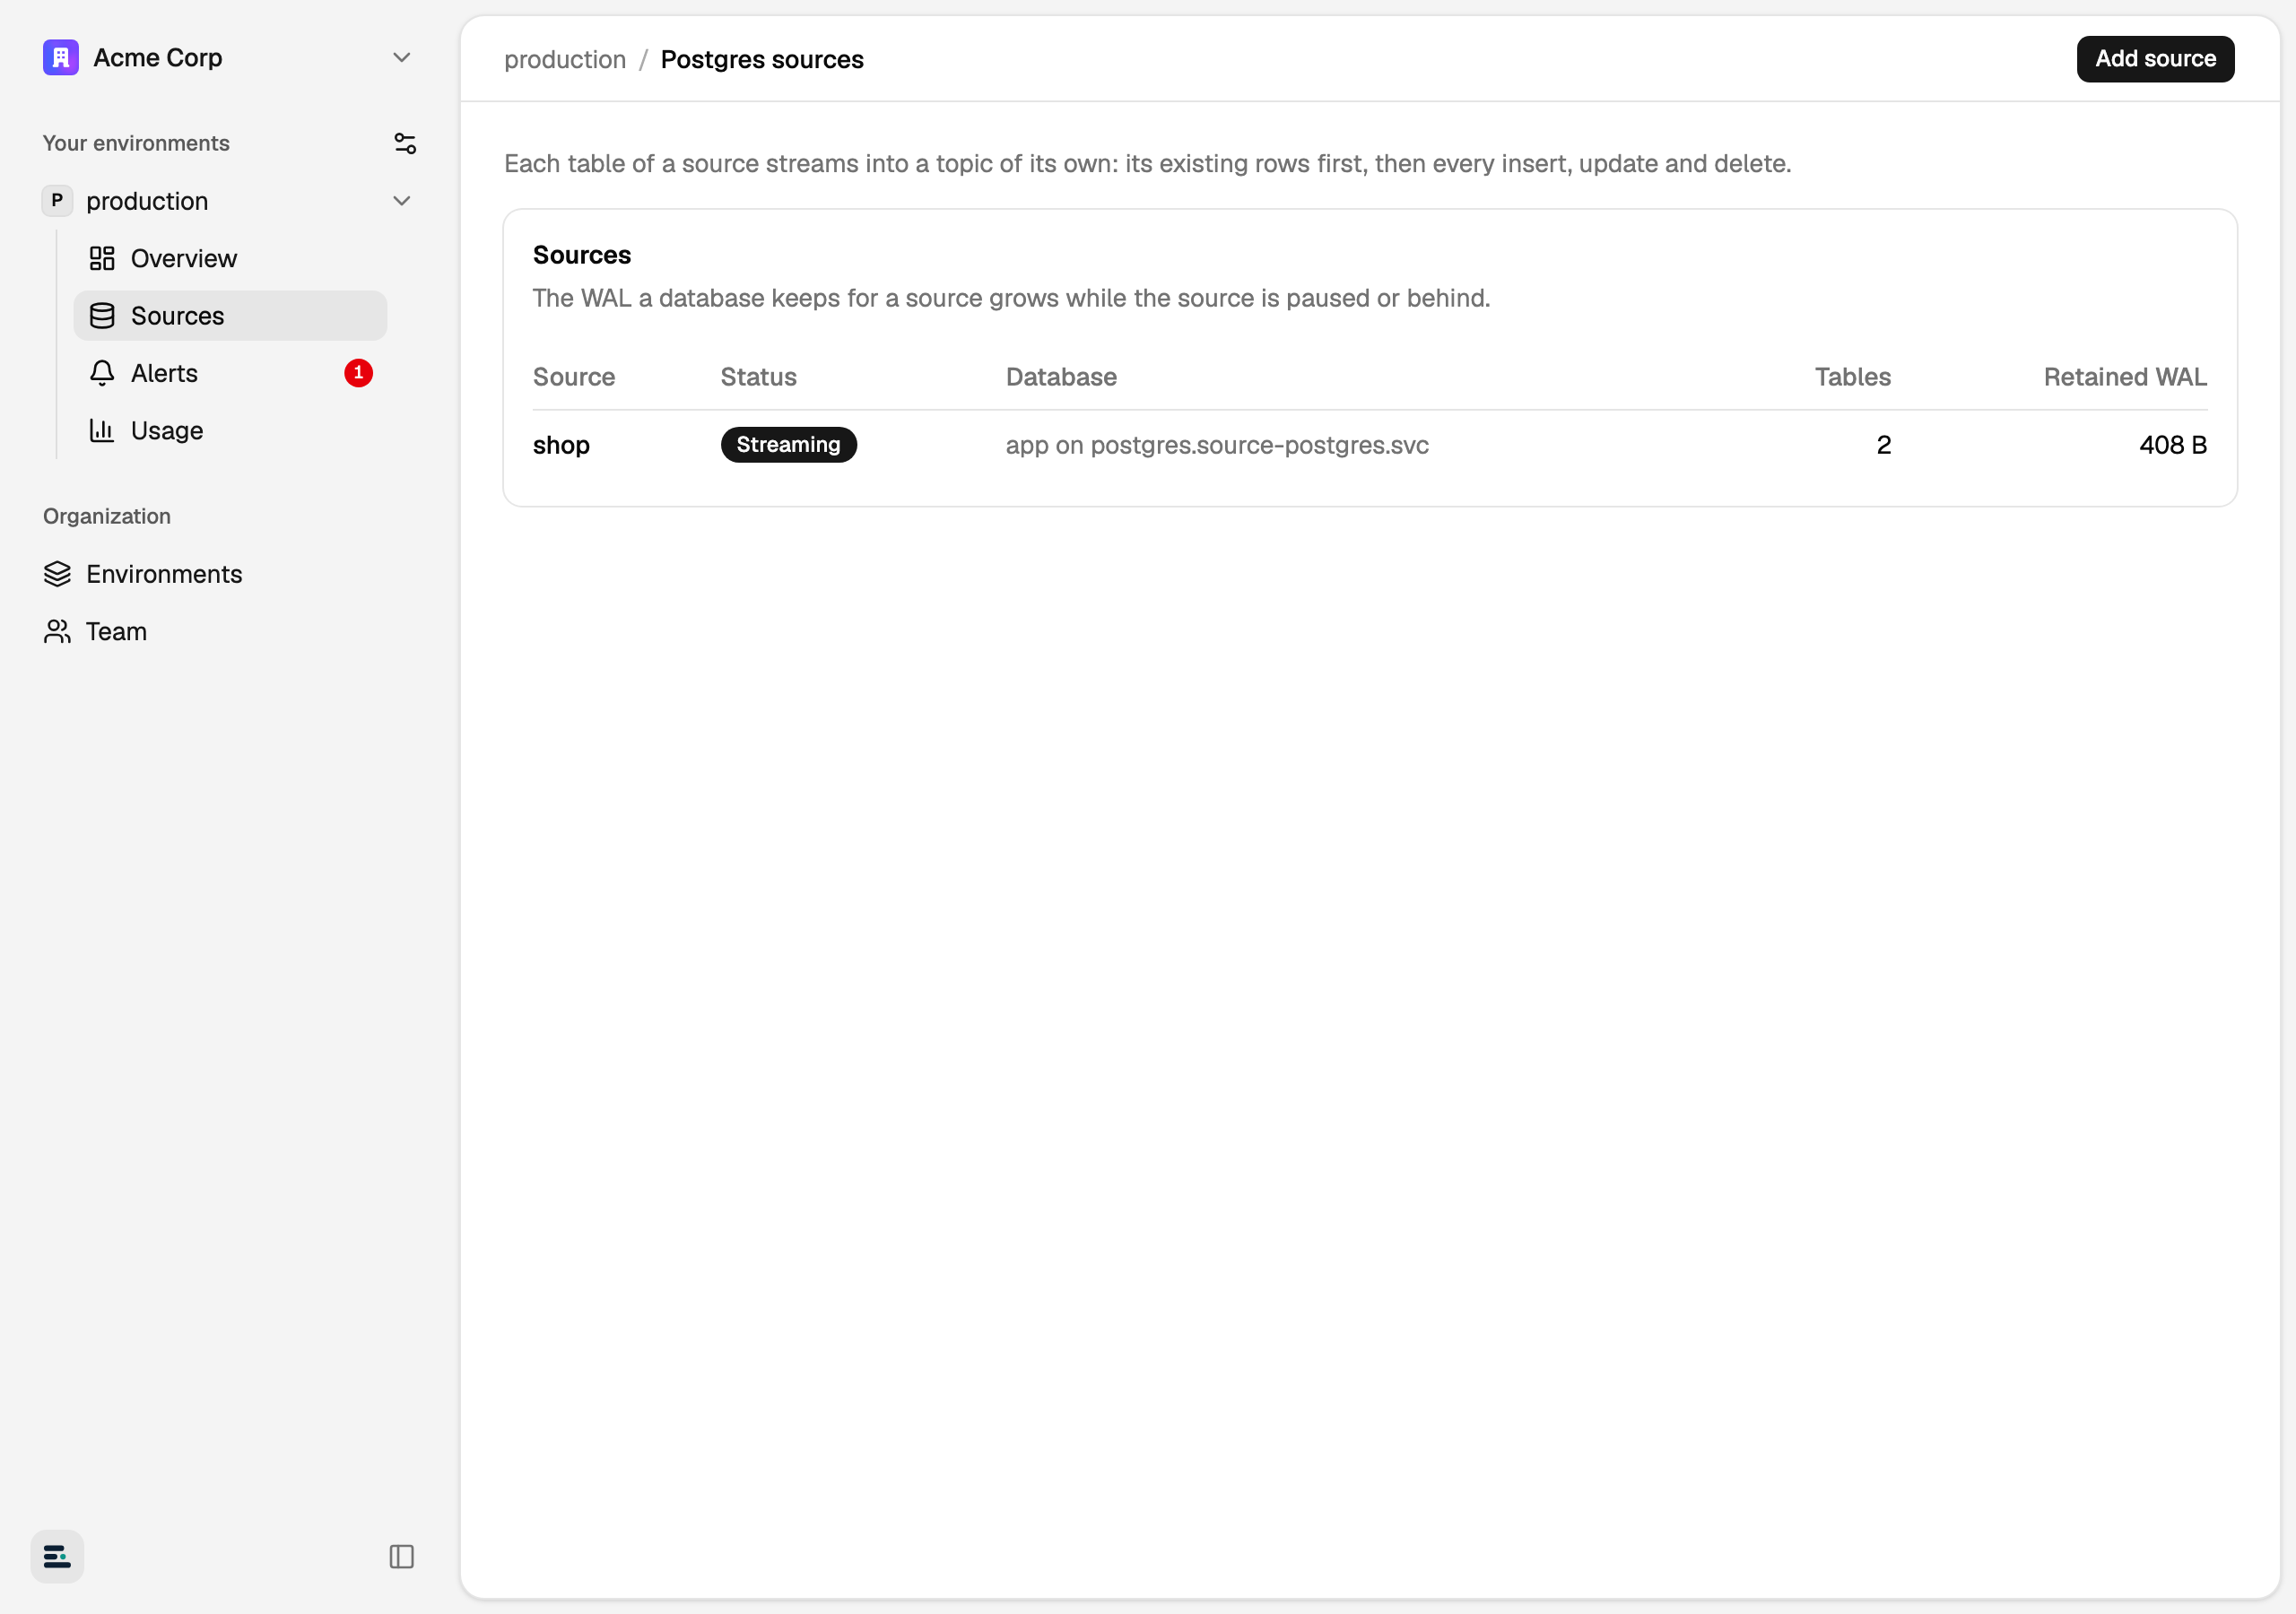 Acme Corp
Your environments
P production
Overview
Sources
Alerts 1
Usage
Organization
Environments
Team
production / Postgres sources
Add source
Each table of a source streams into a topic of its own: its existing rows first, then every insert, update and delete.
Sources
The WAL a database keeps for a source grows while the source is paused or behind.
Source Status Database Tables Retained WAL
shop Streaming app on postgres.source-postgres.svc 2 408 B